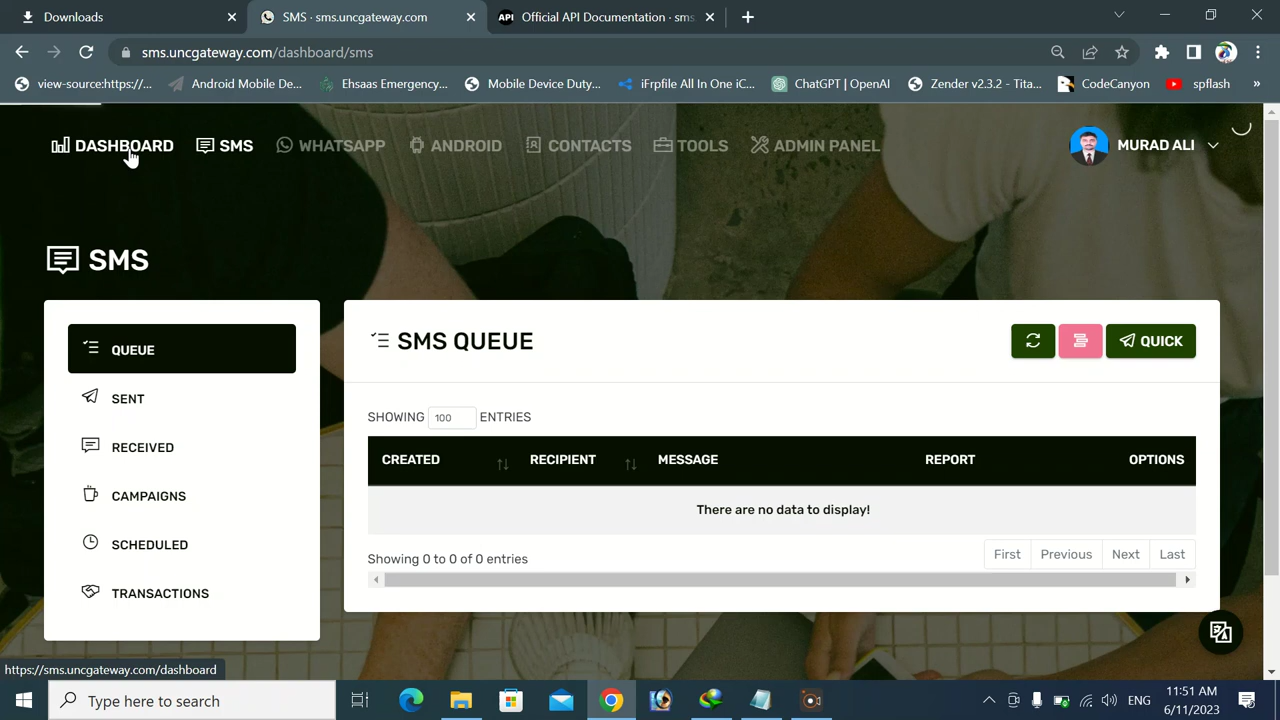 Downloads
SMS · sms.uncgateway.com
API
Official API Documentation · sms
sms.uncgateway.com/dashboard/sms
view-source:https://...
Android Mobile De...
Ehsaas Emergency...
Mobile Device Duty...
iFrpfile All In One iC...
ChatGPT | OpenAI
Zender v2.3.2 - Tita...
CodeCanyon
spflash
»
DASHBOARD
SMS
WHATSAPP
ANDROID
CONTACTS
TOOLS
ADMIN PANEL
MURAD ALI
SMS
QUEUE
SENT
RECEIVED
CAMPAIGNS
SCHEDULED
TRANSACTIONS
SMS QUEUE
QUICK
SHOWING 100 ENTRIES
CREATED
RECIPIENT
MESSAGE
REPORT
OPTIONS
There are no data to display!
Showing 0 to 0 of 0 entries
First
Previous
Next
Last
https://sms.uncgateway.com/dashboard
Type here to search
ENG
11:51 AM
6/11/2023